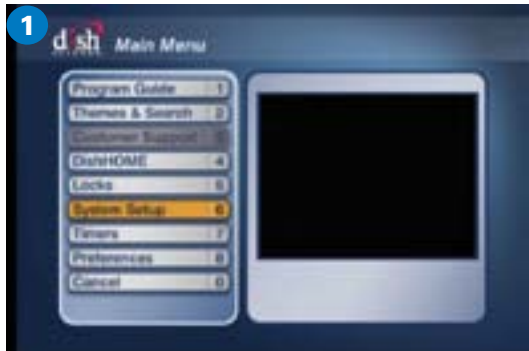 1
dish Main Menu
NETWORK
Program Guide 1
Themes & Search 2
Customer Support 3
DishHOME 4
Locks 5
System Setup 6
Timers 7
Preferences 8
Cancel 0